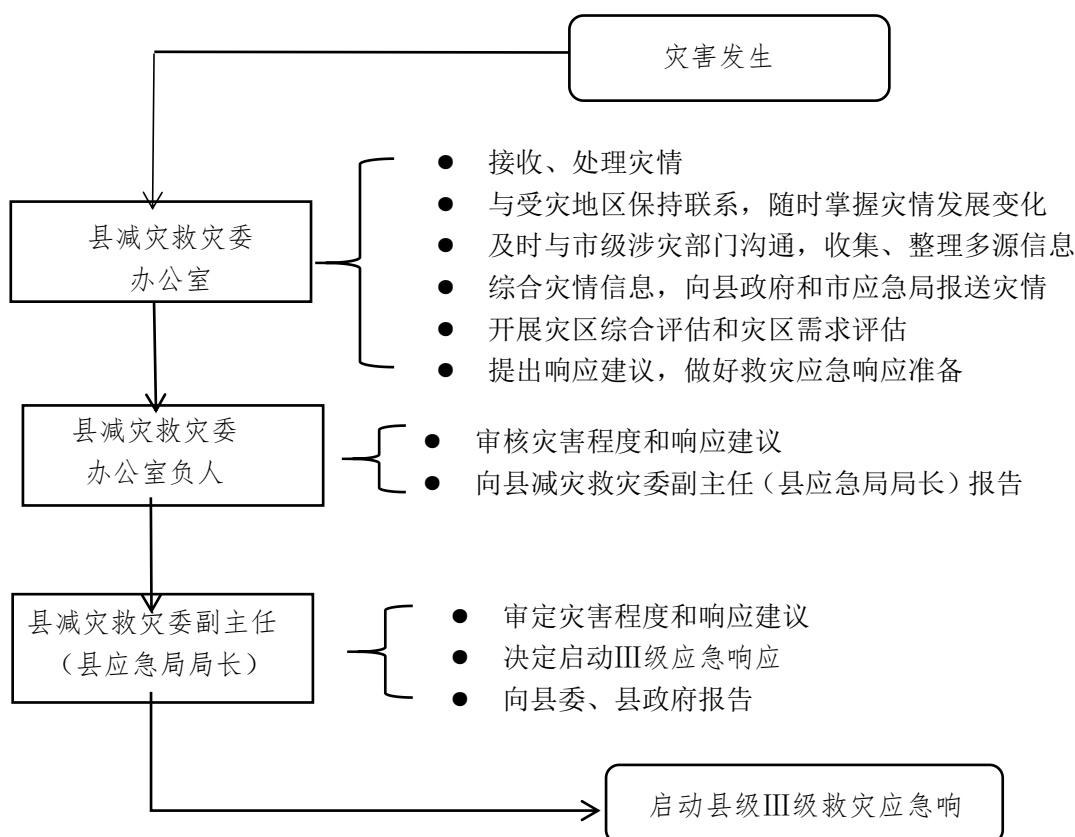 灾害发生
县减灾救灾委
办公室
● 接收、处理灾情
● 与受灾地区保持联系，随时掌握灾情发展变化
● 及时与市级涉灾部门沟通，收集、整理多源信息
● 综合灾情信息，向县政府和市应急局报送灾情
● 开展灾区综合评估和灾区需求评估
● 提出响应建议，做好救灾应急响应准备
县减灾救灾委
办公室负人
● 审核灾害程度和响应建议
● 向县减灾救灾委副主任（县应急局局长）报告
县减灾救灾委副主任
（县应急局局长）
● 审定灾害程度和响应建议
● 决定启动Ⅲ级应急响应
● 向县委、县政府报告
启动县级Ⅲ级救灾应急响